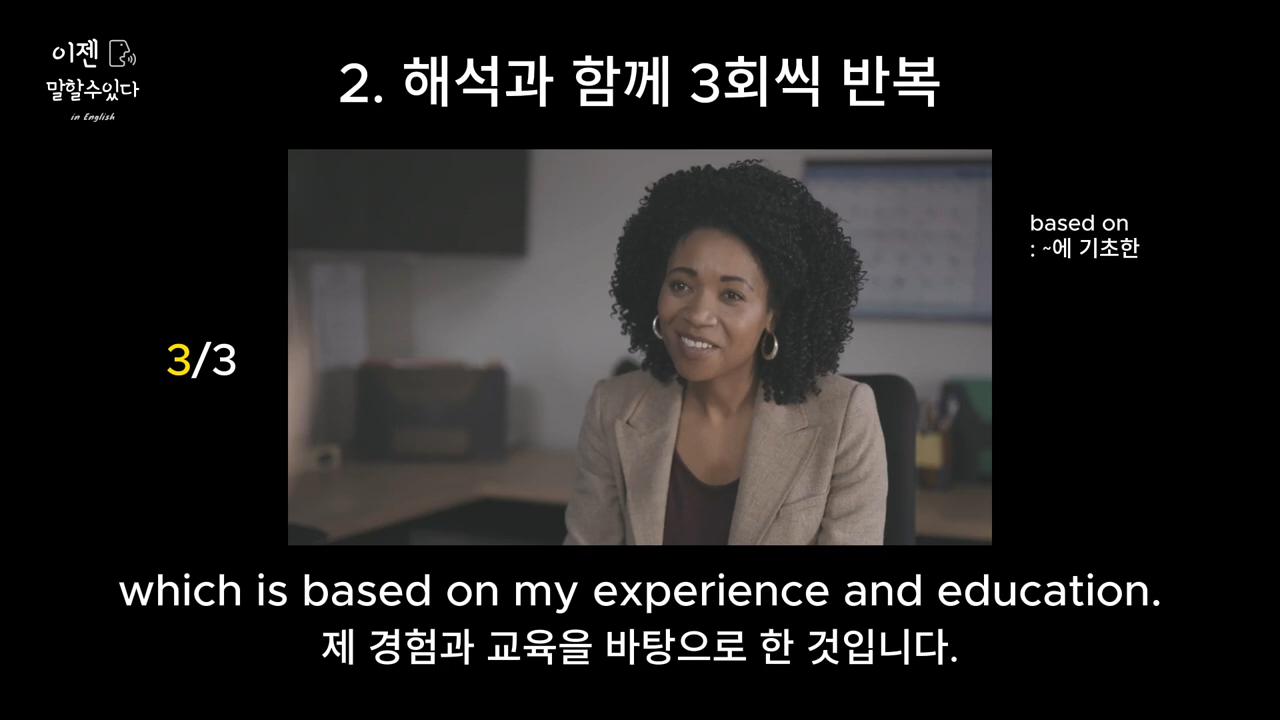 이젠
말할수있다
in English
2. 해석과 함께 3회씩 반복
based on
: ~에 기초한
3/3
which is based on my experience and education.
제 경험과 교육을 바탕으로 한 것입니다.